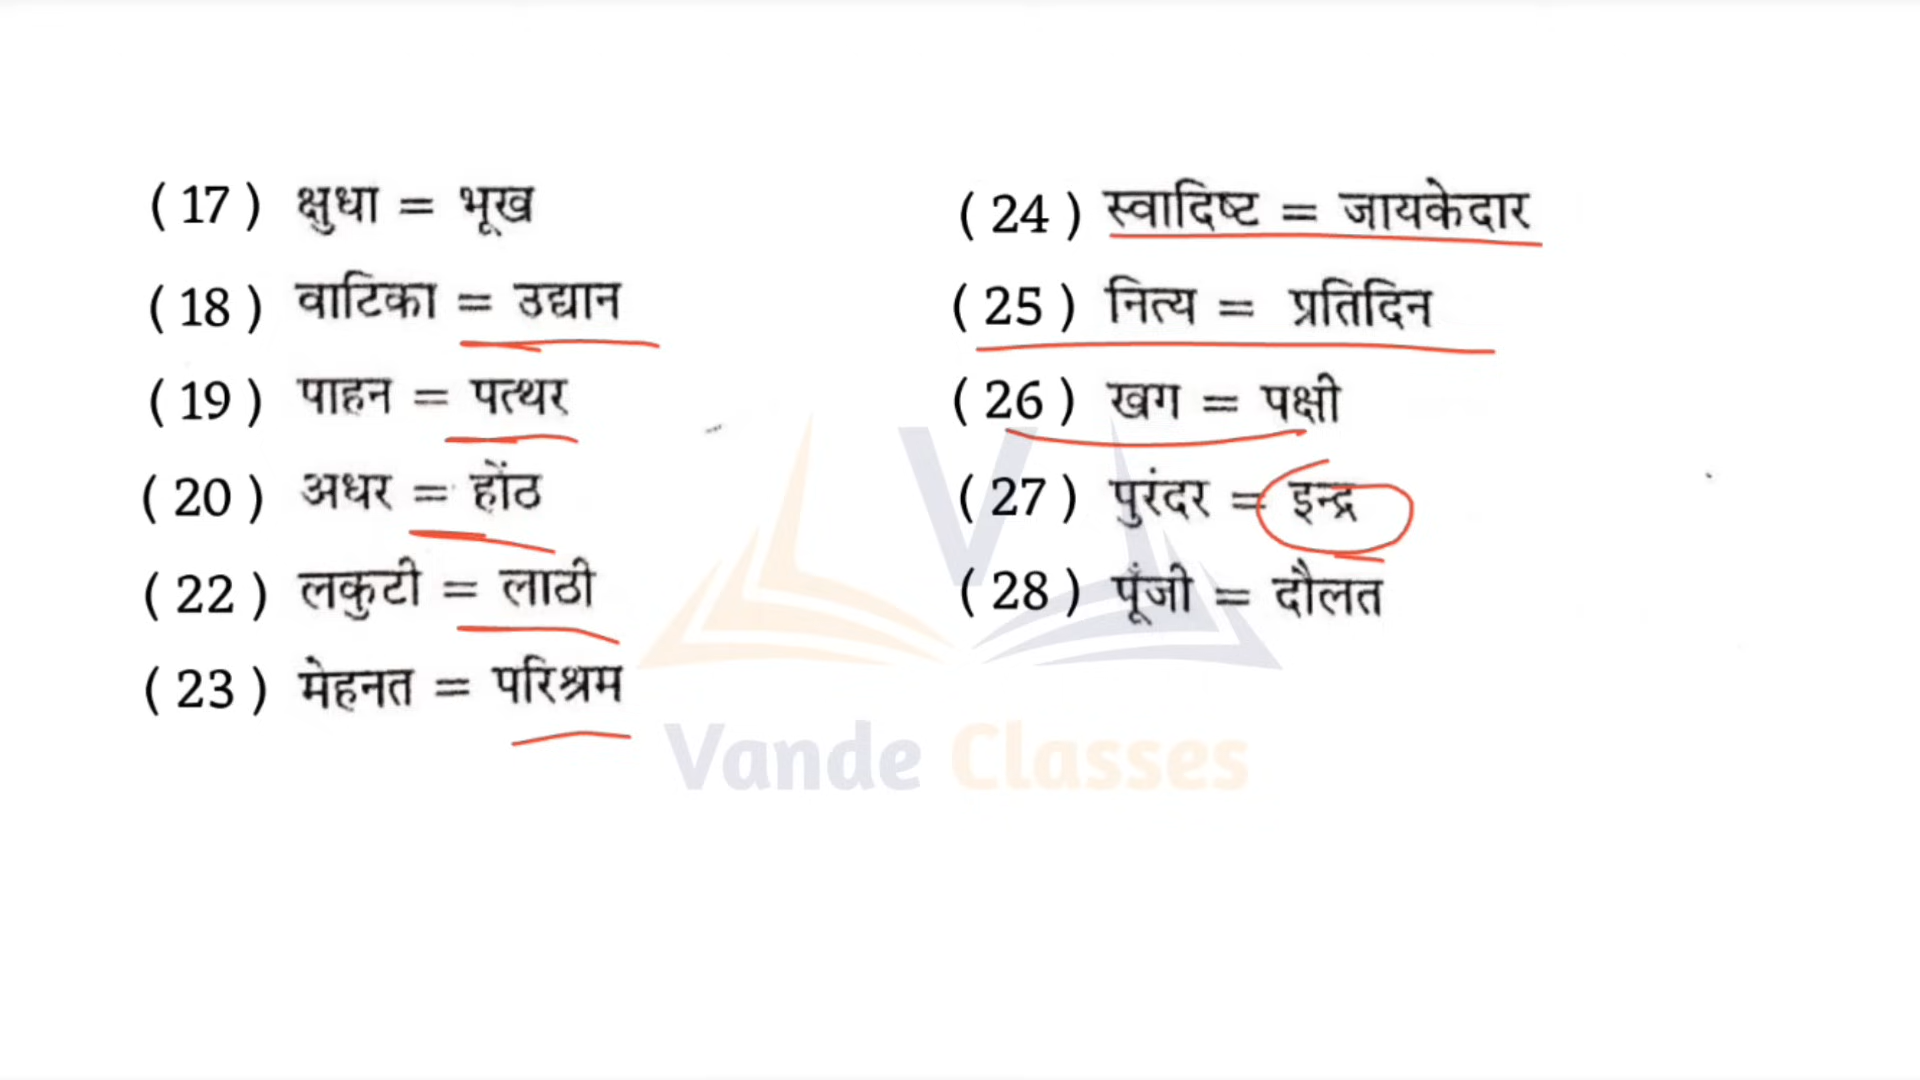 ( 17 ) क्षुधा = भूख
( 18 ) वाटिका = उद्यान
( 19 ) पाहन = पत्थर
( 20 ) अधर = होंठ
( 22 ) लकुटी = लाठी
( 23 ) मेहनत = परिश्रम
( 24 ) स्वादिष्ट = जायकेदार
( 25 ) नित्य = प्रतिदिन
( 26 ) खग = पक्षी
( 27 ) पुरंदर = इन्द्र
( 28 ) पूंजी = दौलत
V
Vande Classes